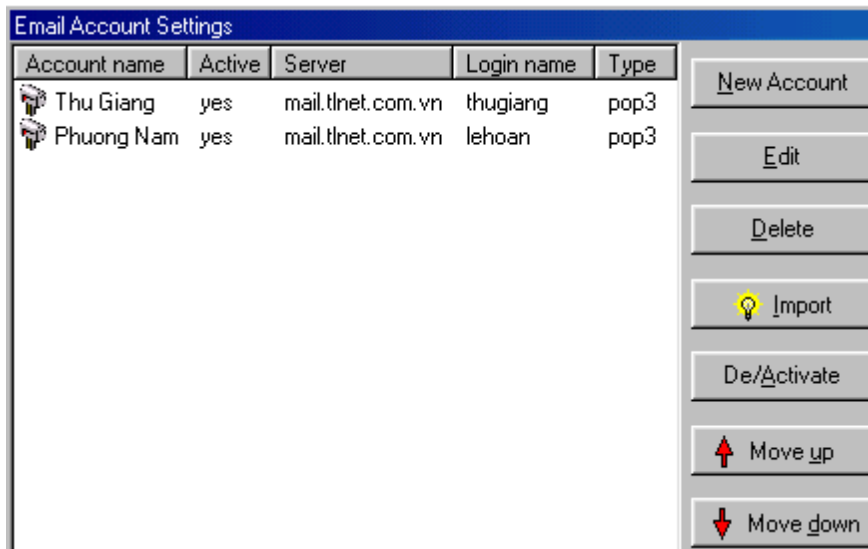 Email Account Settings
Account name Active Server Login name Type
Thu Giang yes mail.tlnet.com.vn thugiang pop3
Phuong Nam yes mail.tlnet.com.vn lehoan pop3
New Account
Edit
Delete
Import
De/Activate
Move up
Move down